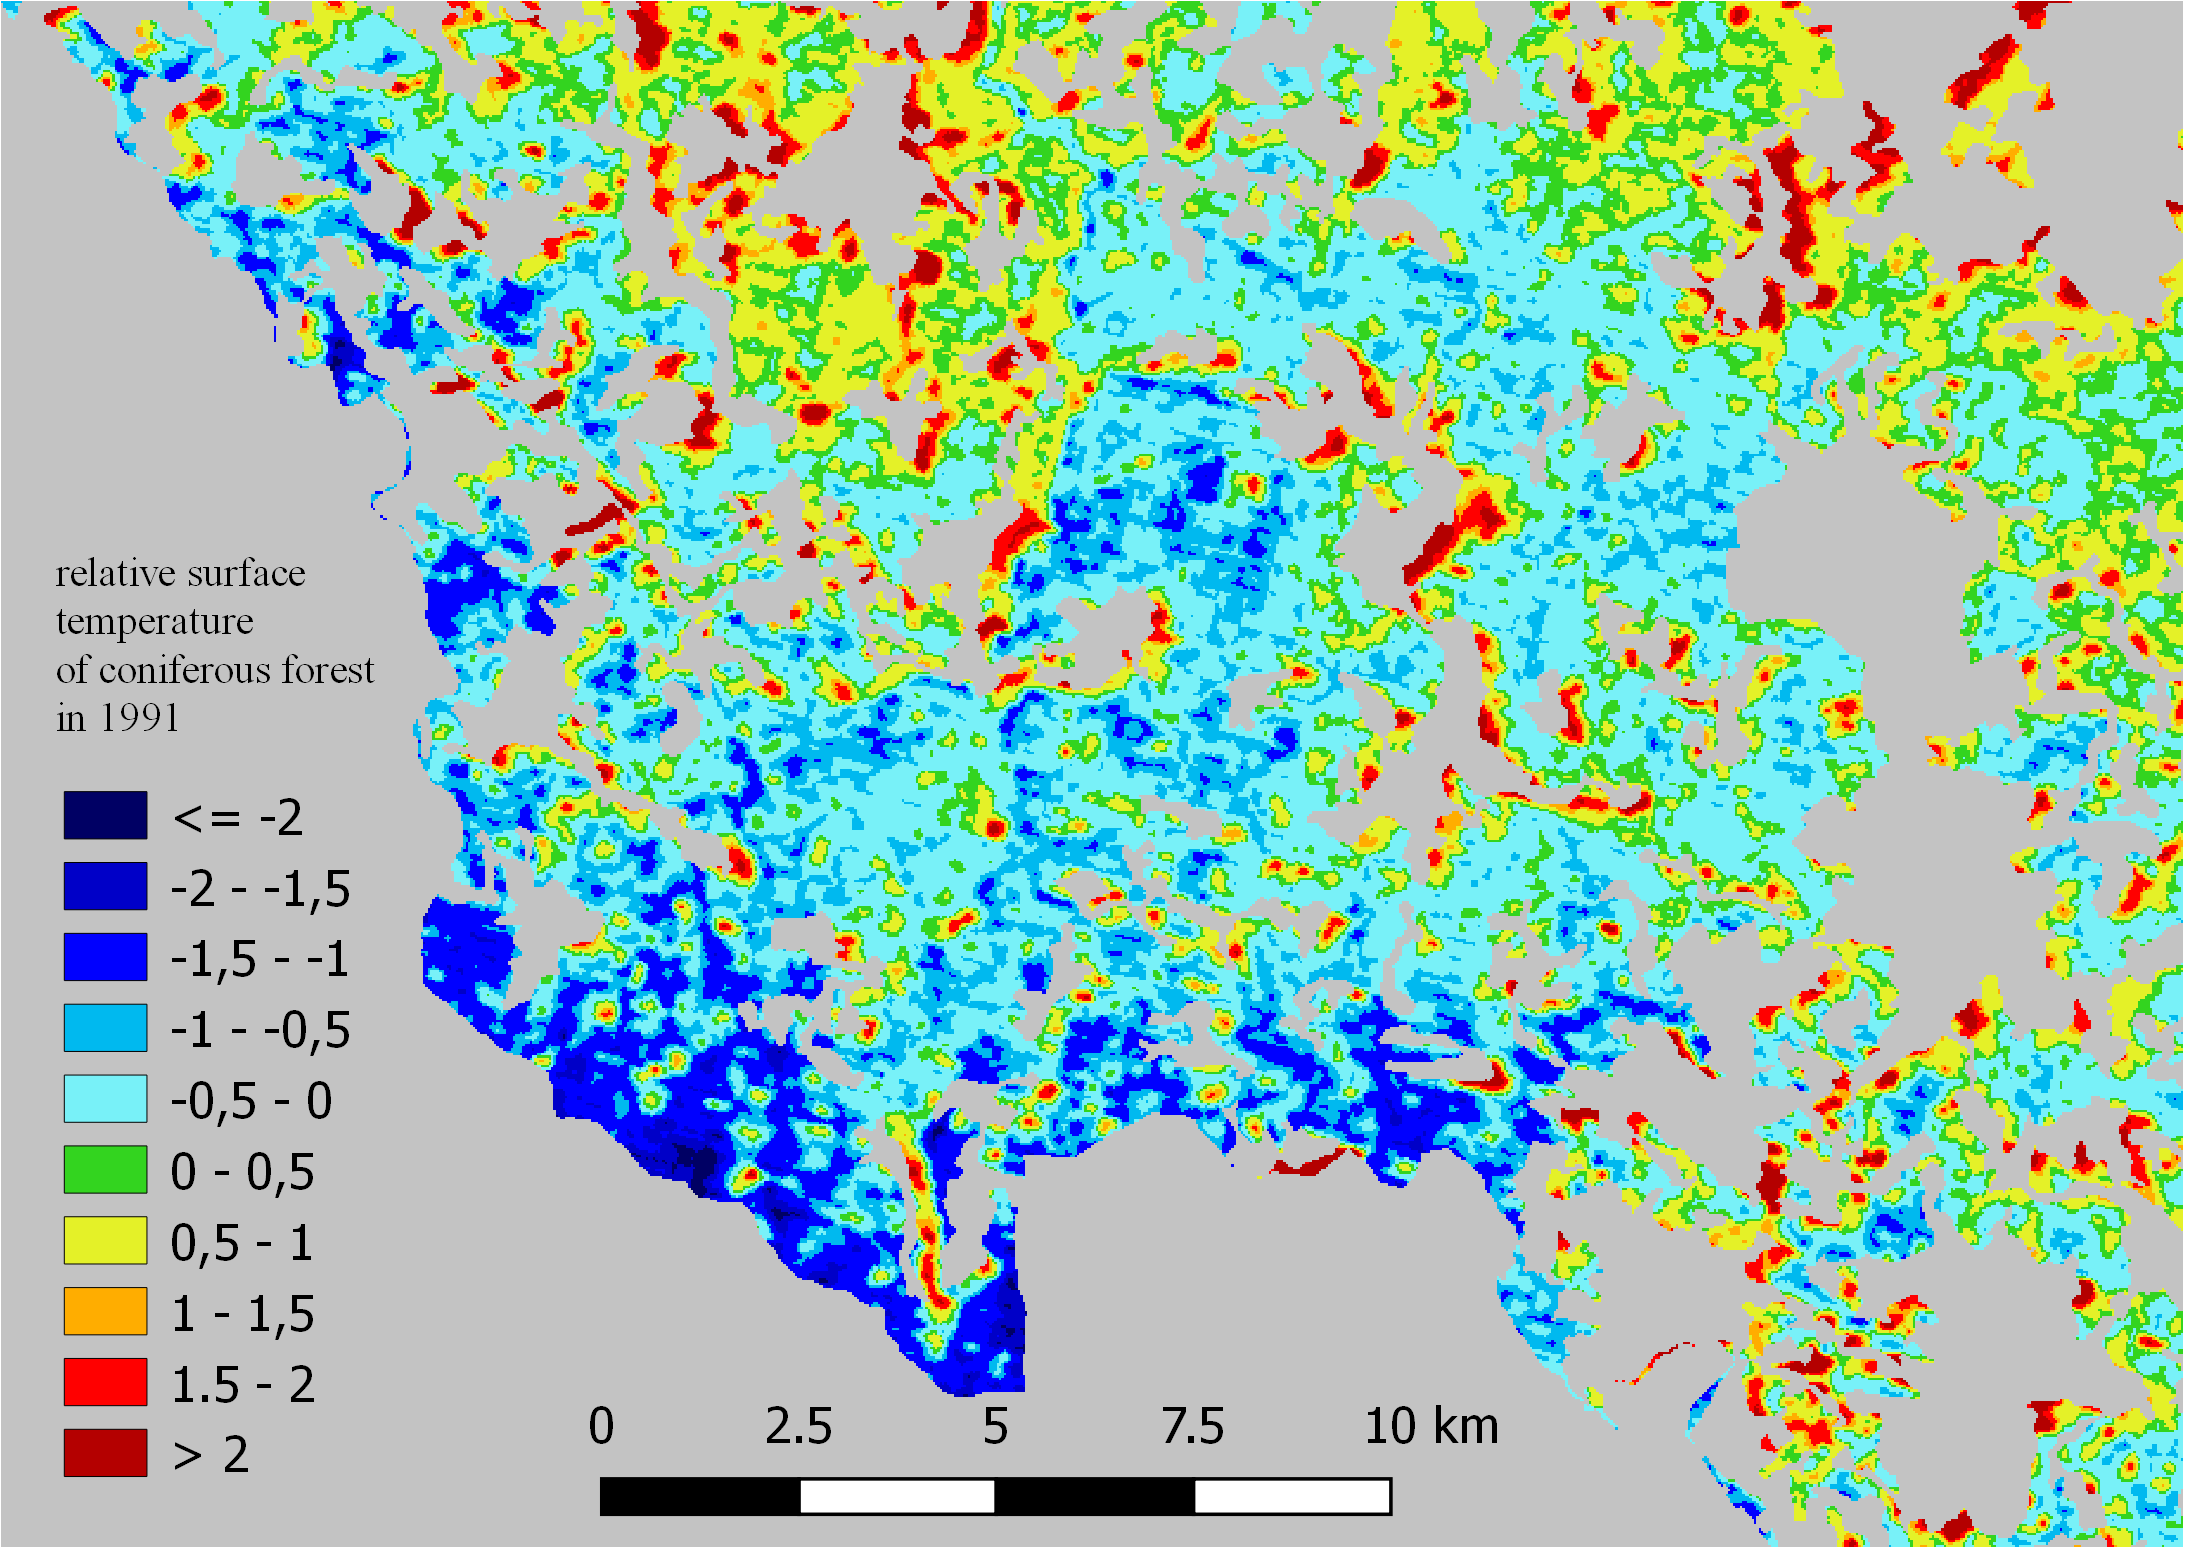 relative surface
temperature
of coniferous forest
in 1991
<= -2
-2 - -1,5
-1,5 - -1
-1 - -0,5
-0,5 - 0
0 - 0,5
0,5 - 1
1 - 1,5
1.5 - 2
> 2
0 2.5 5 7.5 10 km